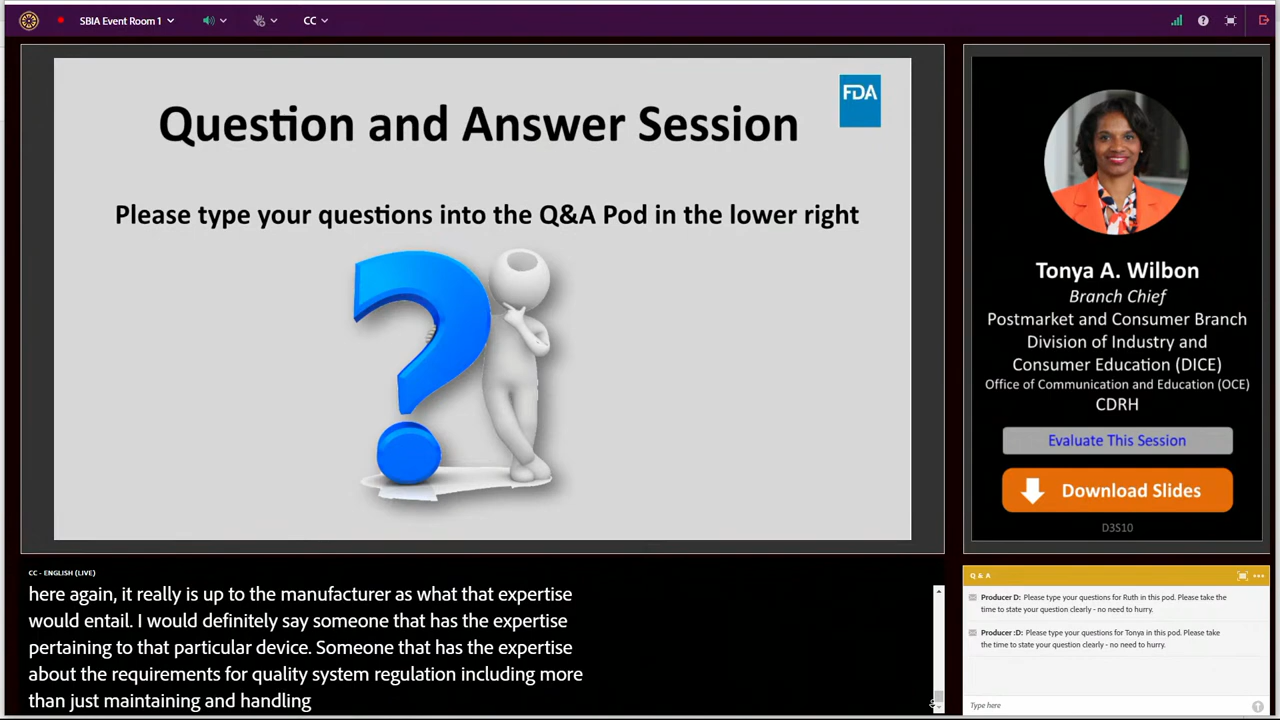 SBIA Event Room 1
CC
FDA
Question and Answer Session
Please type your questions into the Q&A Pod in the lower right
Tonya A. Wilbon
Branch Chief
Postmarket and Consumer Branch
Division of Industry and
Consumer Education (DICE)
Office of Communication and Education (OCE)
CDRH
Evaluate This Session
Download Slides
D3S10
CC - ENGLISH (LIVE)
here again, it really is up to the manufacturer as what that expertise
would entail. I would definitely say someone that has the expertise
pertaining to that particular device. Someone that has the expertise
about the requirements for quality system regulation including more
than just maintaining and handling
Q & A
Producer D: Please type your questions for Ruth in this pod. Please take the
time to state your question clearly - no need to hurry.
Producer :D: Please type your questions for Tonya in this pod. Please take
the time to state your question clearly - no need to hurry.
Type here